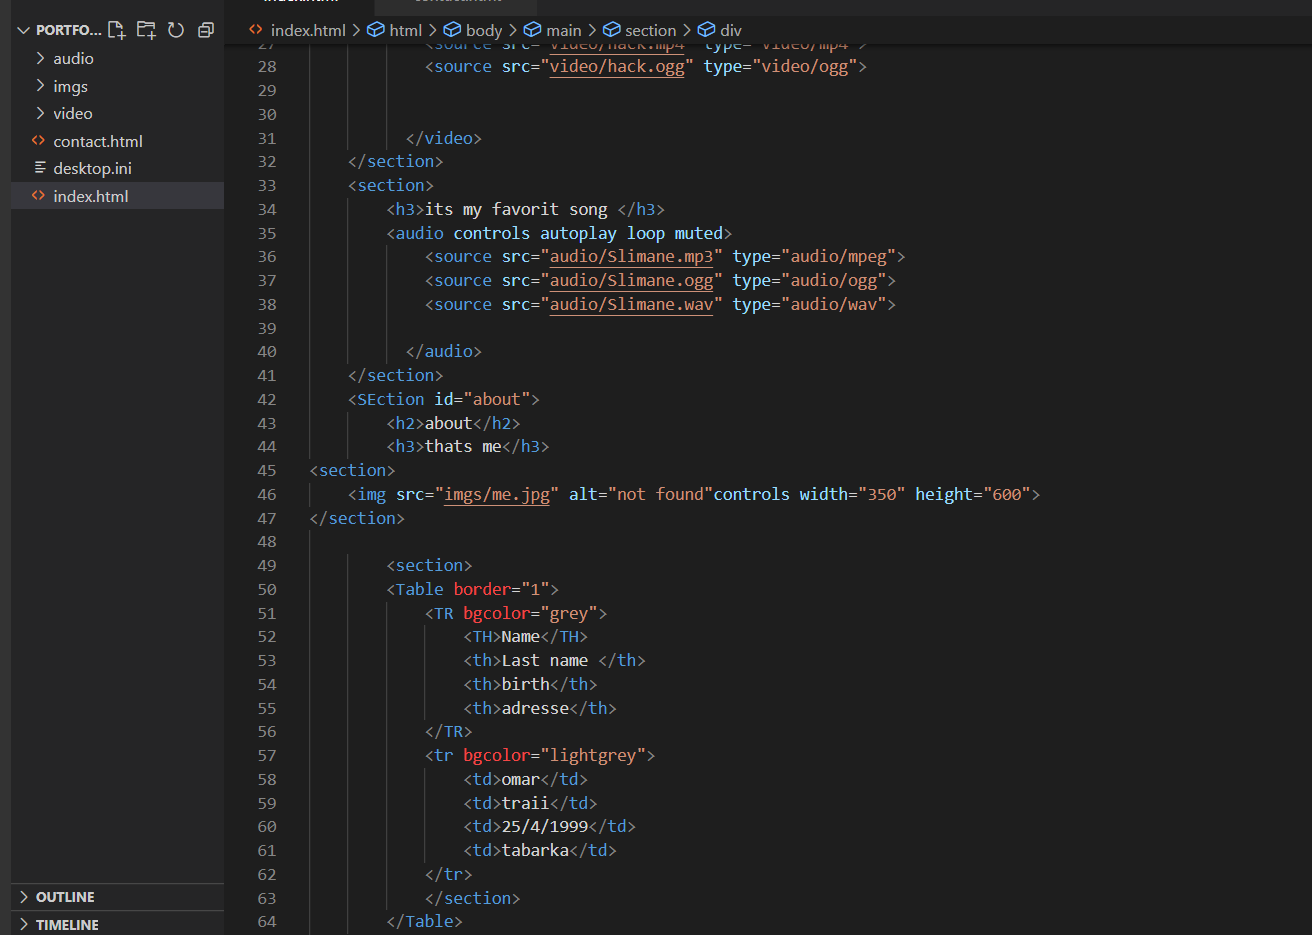 PORTFO...
audio
imgs
video
contact.html
desktop.ini
index.html
OUTLINE
TIMELINE
index.html > html > body > main > section > div
27 <source src="video/hack.mp4" type="video/mp4">
28 <source src="video/hack.ogg" type="video/ogg">
29
30
31 </video>
32 </section>
33 <section>
34 <h3>its my favorit song </h3>
35 <audio controls autoplay loop muted>
36 <source src="audio/Slimane.mp3" type="audio/mpeg">
37 <source src="audio/Slimane.ogg" type="audio/ogg">
38 <source src="audio/Slimane.wav" type="audio/wav">
39
40 </audio>
41 </section>
42 <SEction id="about">
43 <h2>about</h2>
44 <h3>thats me</h3>
45 <section>
46 <img src="imgs/me.jpg" alt="not found"controls width="350" height="600">
47 </section>
48
49 <section>
50 <Table border="1">
51 <TR bgcolor="grey">
52 <TH>Name</TH>
53 <th>Last name </th>
54 <th>birth</th>
55 <th>adresse</th>
56 </TR>
57 <tr bgcolor="lightgrey">
58 <td>omar</td>
59 <td>traii</td>
60 <td>25/4/1999</td>
61 <td>tabarka</td>
62 </tr>
63 </section>
64 </Table>